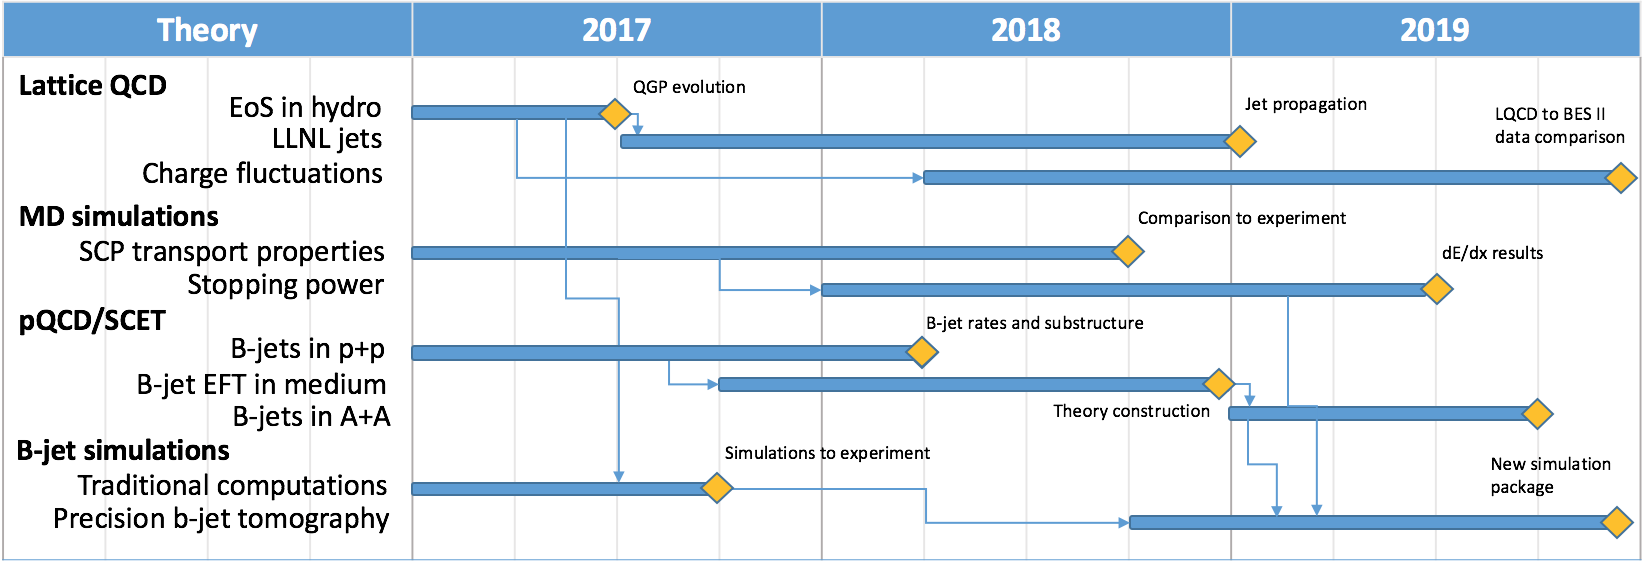 Theory 2017 2018 2019
Lattice QCD
QGP evolution
EoS in hydro
Jet propagation
LQCD to BES II
data comparison
LLNL jets
Charge fluctuations
MD simulations
Comparison to experiment
SCP transport properties
dE/dx results
Stopping power
pQCD/SCET
B-jet rates and substructure
B-jets in p+p
B-jet EFT in medium
Theory construction
B-jets in A+A
B-jet simulations
Simulations to experiment
New simulation
package
Traditional computations
Precision b-jet tomography